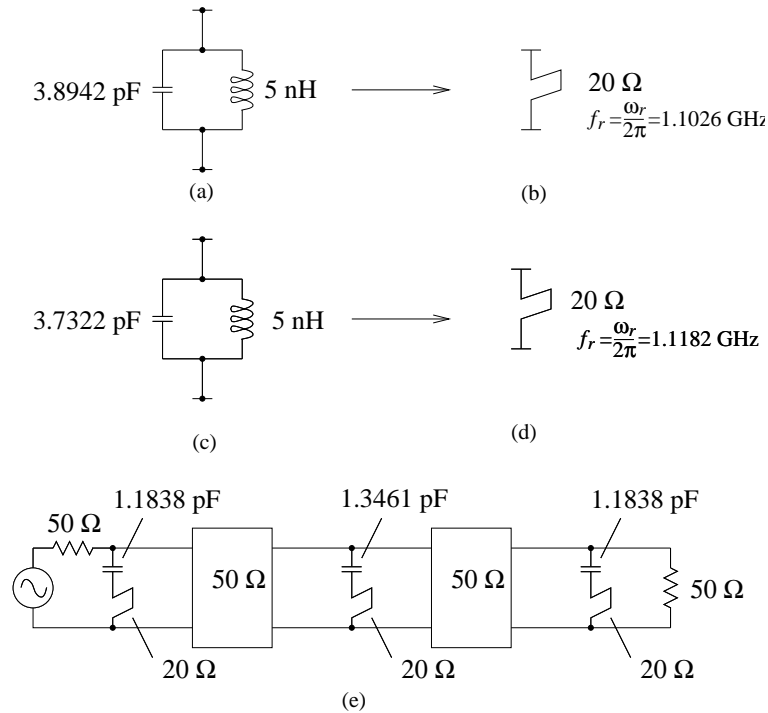 3.8942 pF
5 nH
20 Ω
f_r = ω_r/2π = 1.1026 GHz
(a)
(b)
3.7322 pF
5 nH
20 Ω
f_r = ω_r/2π = 1.1182 GHz
(c)
(d)
1.1838 pF
1.3461 pF
1.1838 pF
50 Ω
50 Ω
50 Ω
50 Ω
20 Ω
20 Ω
20 Ω
(e)